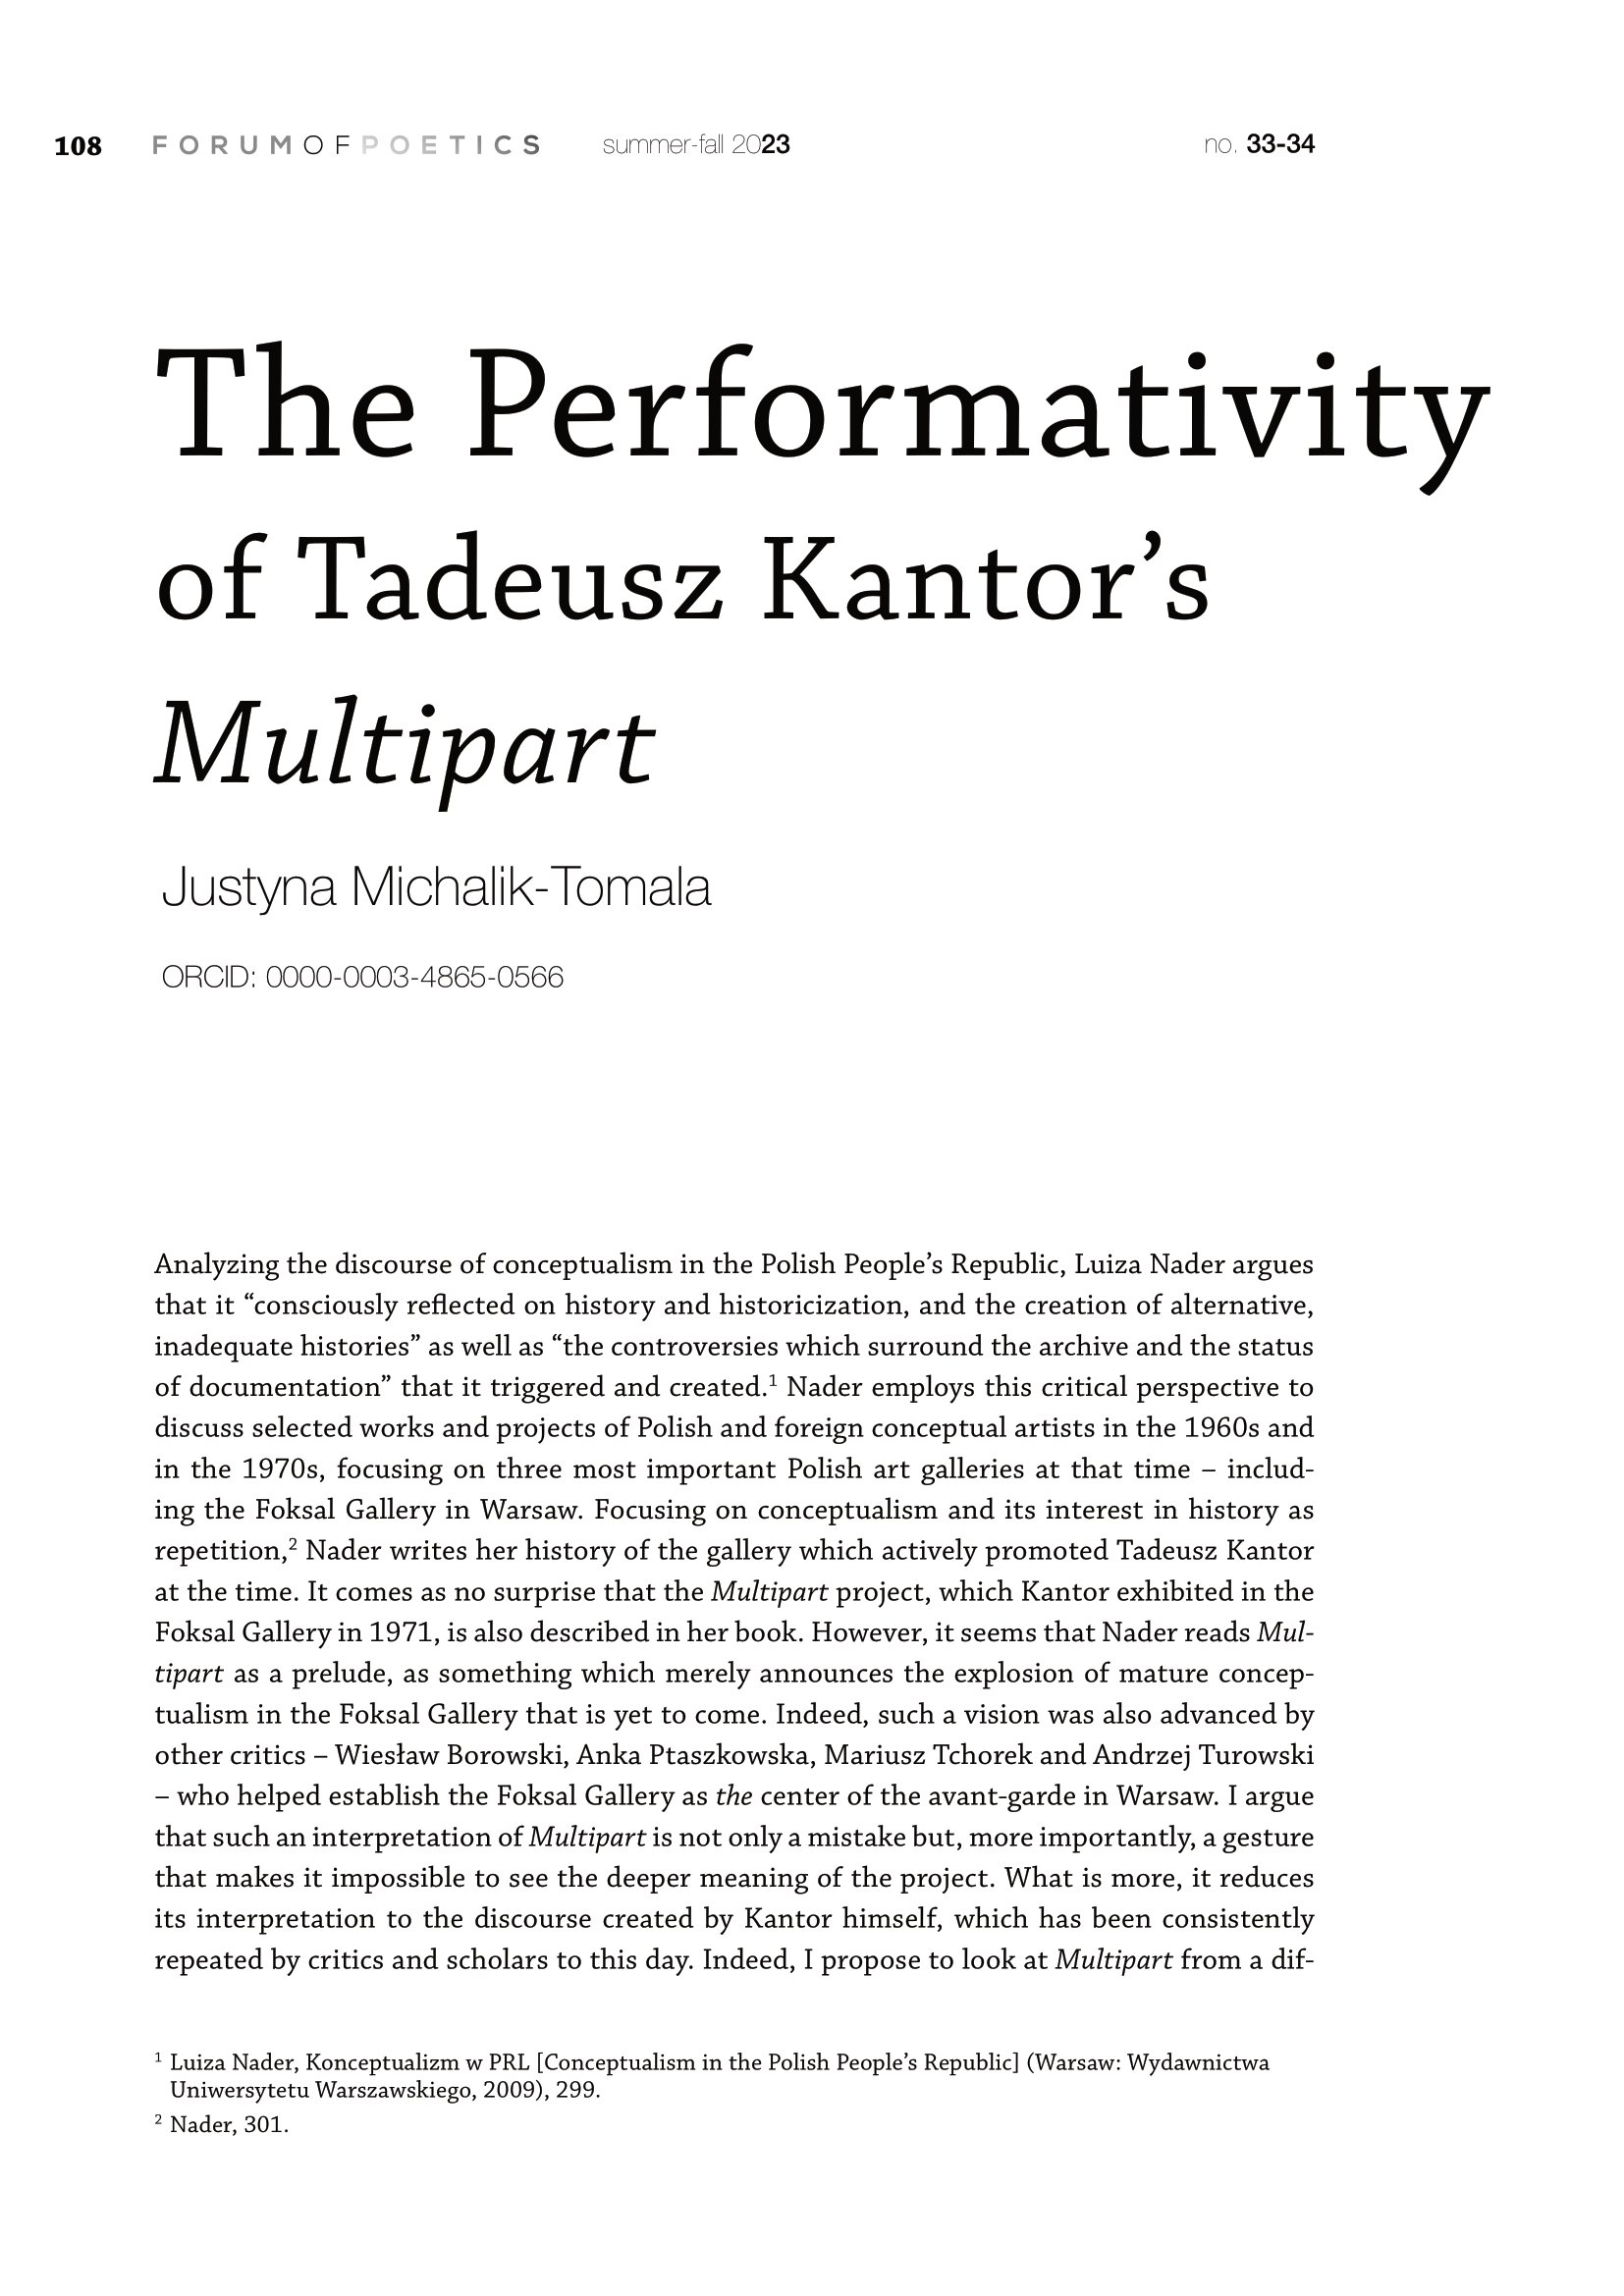 108 FORUMOFPOETICS summer-fall 2023 no. 33-34
The Performativity
of Tadeusz Kantor’s
Multipart
Justyna Michalik-Tomala
ORCID: 0000-0003-4865-0566
Analyzing the discourse of conceptualism in the Polish People’s Republic, Luiza Nader argues
that it “consciously reflected on history and historicization, and the creation of alternative,
inadequate histories” as well as “the controversies which surround the archive and the status
of documentation” that it triggered and created.1 Nader employs this critical perspective to
discuss selected works and projects of Polish and foreign conceptual artists in the 1960s and
in the 1970s, focusing on three most important Polish art galleries at that time – includ-
ing the Foksal Gallery in Warsaw. Focusing on conceptualism and its interest in history as
repetition,2 Nader writes her history of the gallery which actively promoted Tadeusz Kantor
at the time. It comes as no surprise that the Multipart project, which Kantor exhibited in the
Foksal Gallery in 1971, is also described in her book. However, it seems that Nader reads Mul-
tipart as a prelude, as something which merely announces the explosion of mature concep-
tualism in the Foksal Gallery that is yet to come. Indeed, such a vision was also advanced by
other critics – Wiesław Borowski, Anka Ptaszkowska, Mariusz Tchorek and Andrzej Turowski
– who helped establish the Foksal Gallery as the center of the avant-garde in Warsaw. I argue
that such an interpretation of Multipart is not only a mistake but, more importantly, a gesture
that makes it impossible to see the deeper meaning of the project. What is more, it reduces
its interpretation to the discourse created by Kantor himself, which has been consistently
repeated by critics and scholars to this day. Indeed, I propose to look at Multipart from a dif-
1 Luiza Nader, Konceptualizm w PRL [Conceptualism in the Polish People’s Republic] (Warsaw: Wydawnictwa
Uniwersytetu Warszawskiego, 2009), 299.
2 Nader, 301.